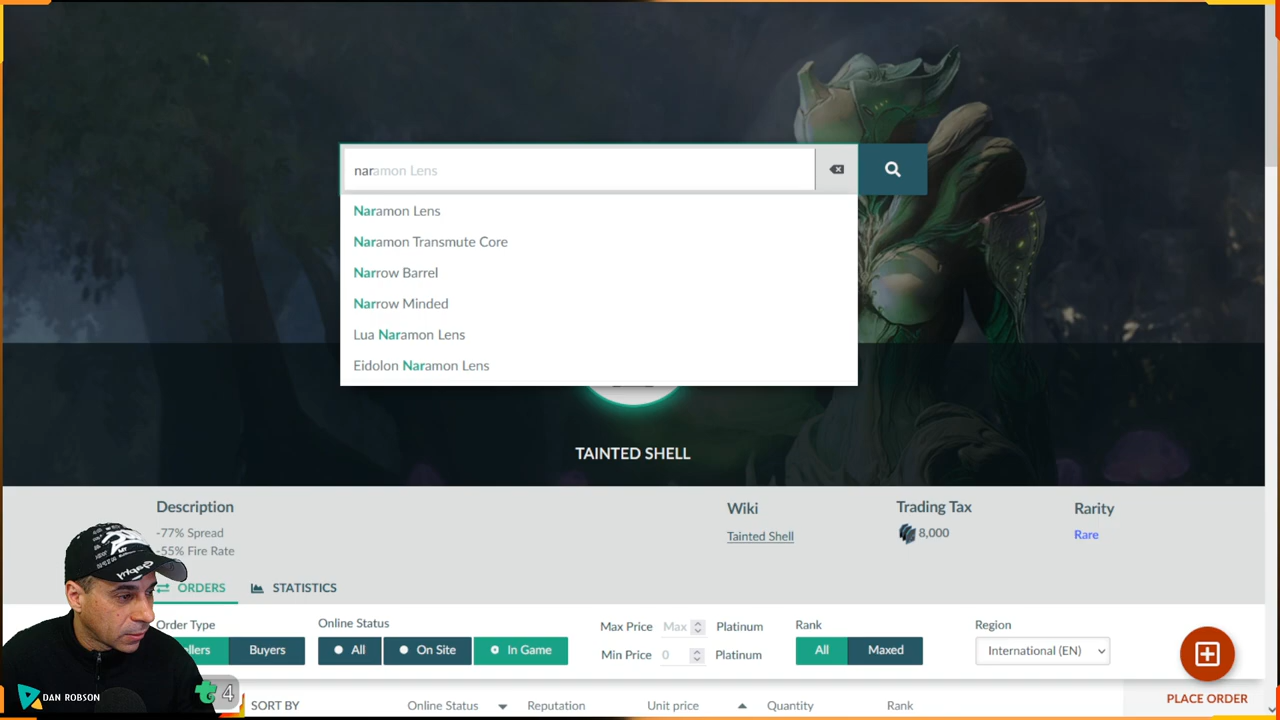 naramon Lens
Naramon Lens
Naramon Transmute Core
Narrow Barrel
Narrow Minded
Lua Naramon Lens
Eidolon Naramon Lens
TAINTED SHELL
Description
Wiki
Trading Tax
Rarity
-77% Spread
-55% Fire Rate
Tainted Shell
8,000
Rare
ORDERS
STATISTICS
Order Type
Online Status
Max Price
Max
Platinum
Rank
Region
llers
Buyers
All
On Site
In Game
Min Price
0
Platinum
All
Maxed
International (EN)
DAN ROBSON
4
SORT BY
Online Status
Reputation
Unit price
Quantity
Rank
PLACE ORDER